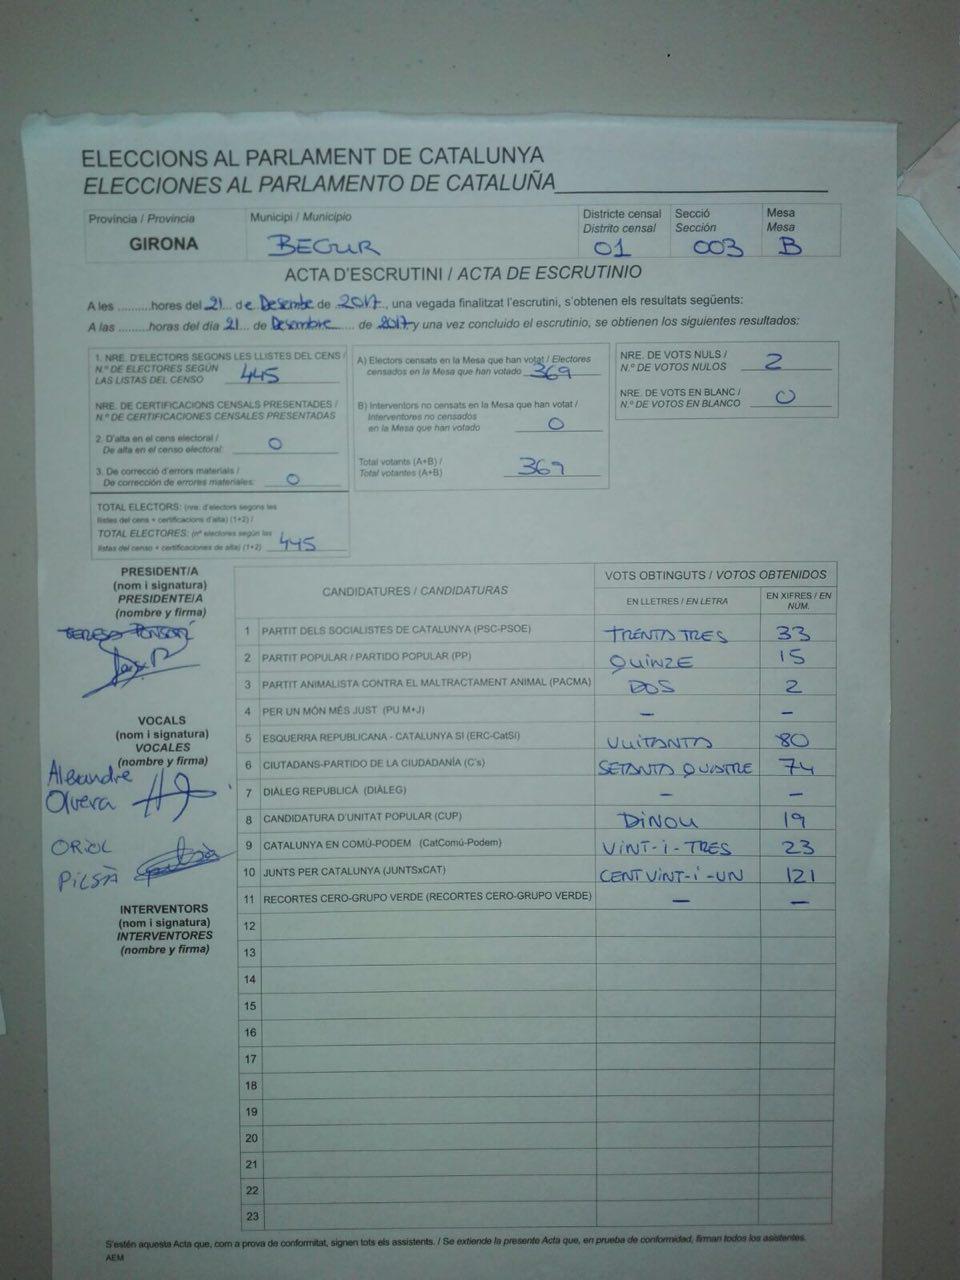 ELECCIONS AL PARLAMENT DE CATALUNYA
ELECCIONES AL PARLAMENTO DE CATALUÑA
Provincia / Provincia
GIRONA
Municipi / Municipio
BEGUR
Districte censal
Distrito censal
01
Secció
Sección
003
Mesa
Mesa
B
ACTA D'ESCRUTINI / ACTA DE ESCRUTINIO
A les .........hores del 21 de Desembre de 2017, una vegada finalitzat l'escrutini, s'obtenen els resultats següents:
A las .........horas del día 21 de Desembre de 2017 y una vez concluido el escrutinio, se obtienen los siguientes resultados:
1. NRE. D'ELECTORS SEGONS LES LLISTES DEL CENS /
N.º DE ELECTORES SEGÚN
LAS LISTAS DEL CENSO 445
NRE. DE CERTIFICACIONS CENSALS PRESENTADES /
N.º DE CERTIFICACIONES CENSALES PRESENTADAS
2. D'alta en el cens electoral /
De alta en el censo electoral: 0
3. De correcció d'errors materials /
De corrección de errores materiales: 0
TOTAL ELECTORS: (nre. d'electors segons les
llistes del cens + certificacions d'alta) (1+2) /
TOTAL ELECTORES: (nº electores según las
listas del censo + certificaciones de alta) (1+2) 445
A) Electors censats en la Mesa que han votat / Electores
censados en la Mesa que han votado 369
B) Interventors no censats en la Mesa que han votat /
Interventores no censados
en la Mesa que han votado 0
Total votants (A+B) /
Total votantes (A+B) 369
NRE. DE VOTS NULS /
N.º DE VOTOS NULOS 2
NRE. DE VOTS EN BLANC /
N.º DE VOTOS EN BLANCO 0
PRESIDENT/A
(nom i signatura)
PRESIDENTE/A
(nombre y firma)
VOCALS
(nom i signatura)
VOCALES
(nombre y firma)
Olvera
ORIOL
INTERVENTORS
(nom i signatura)
INTERVENTORES
(nombre y firma)
CANDIDATURES / CANDIDATURAS
VOTS OBTINGUTS / VOTOS OBTENIDOS
EN LLETRES / EN LETRA
EN XIFRES / EN
NÚM.
1 PARTIT DELS SOCIALISTES DE CATALUNYA (PSC-PSOE) TRENTA TRES 33
2 PARTIT POPULAR / PARTIDO POPULAR (PP) QUINZE 15
3 PARTIT ANIMALISTA CONTRA EL MALTRACTAMENT ANIMAL (PACMA) DOS 2
4 PER UN MÓN MÉS JUST (PU M+J) — —
5 ESQUERRA REPUBLICANA - CATALUNYA SÍ (ERC-CatSí) VUITANTA 80
6 CIUTADANS-PARTIDO DE LA CIUDADANÍA (C's) SETANTA QUATRE 74
7 DIÀLEG REPUBLICÀ (DIÀLEG) — —
8 CANDIDATURA D'UNITAT POPULAR (CUP) DINOU 19
9 CATALUNYA EN COMÚ-PODEM (CatComú-Podem) VINT-I-TRES 23
10 JUNTS PER CATALUNYA (JUNTSxCAT) CENT VINT-I-UN 121
11 RECORTES CERO-GRUPO VERDE (RECORTES CERO-GRUPO VERDE) — —
12
13
14
15
16
17
18
19
20
21
22
23
S'estén aquesta Acta que, com a prova de conformitat, signen tots els assistents. / Se extiende la presente Acta que, en prueba de conformidad, firman todos los asistentes.
AEM